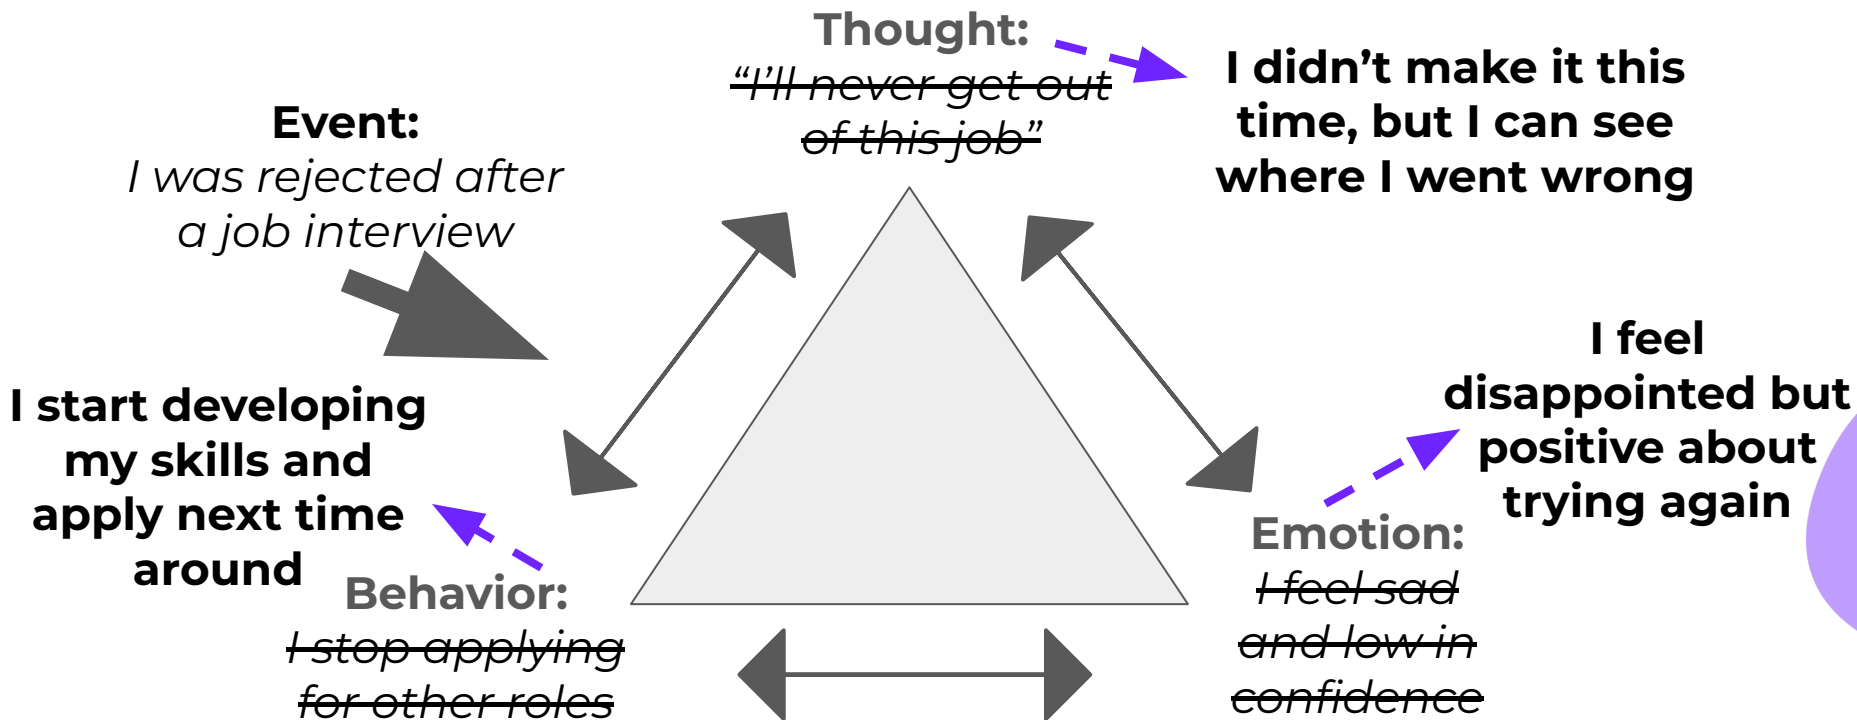 Thought:
“I’ll never get out
of this job”
I didn’t make it this
time, but I can see
where I went wrong
Event:
I was rejected after
a job interview
I feel
disappointed but
positive about
trying again
I start developing
my skills and
apply next time
around
Emotion:
I feel sad
and low in
confidence
Behavior:
I stop applying
for other roles